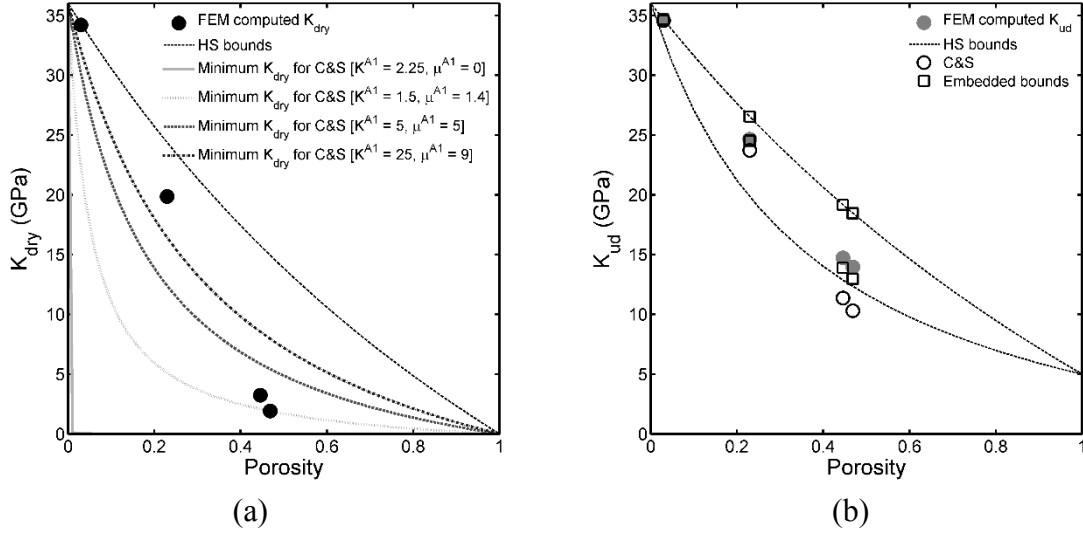 35
30
25
20
15
10
5
0
K_dry (GPa)
FEM computed K_dry
HS bounds
Minimum K_dry for C&S [K^A1 = 2.25, μ^A1 = 0]
Minimum K_dry for C&S [K^A1 = 1.5, μ^A1 = 1.4]
Minimum K_dry for C&S [K^A1 = 5, μ^A1 = 5]
Minimum K_dry for C&S [K^A1 = 25, μ^A1 = 9]
0 0.2 0.4 0.6 0.8 1
Porosity
(a)
35
30
25
20
15
10
5
0
K_ud (GPa)
FEM computed K_ud
HS bounds
C&S
Embedded bounds
0 0.2 0.4 0.6 0.8 1
Porosity
(b)